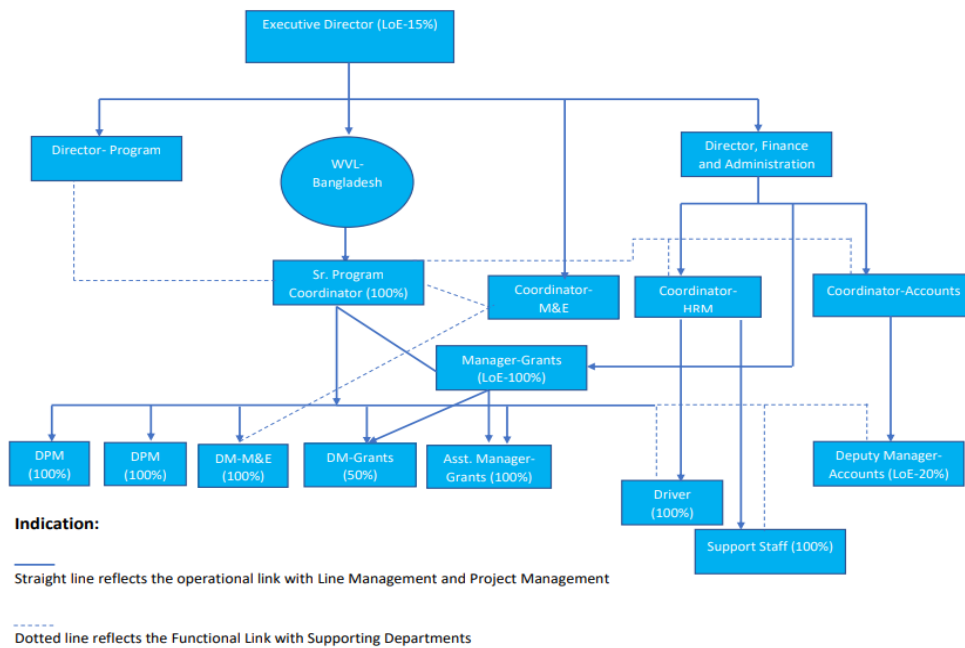 Executive Director (LoE-15%)
Director- Program
WVL-
Bangladesh
Director, Finance
and Administration
Sr. Program
Coordinator (100%)
Coordinator-
M&E
Coordinator-
HRM
Coordinator-Accounts
Manager-Grants
(LoE-100%)
DPM
(100%)
DPM
(100%)
DM-M&E
(100%)
DM-Grants
(50%)
Asst. Manager-
Grants (100%)
Deputy Manager-
Accounts (LoE-20%)
Driver
(100%)
Support Staff (100%)
Indication:
Straight line reflects the operational link with Line Management and Project Management
Dotted line reflects the Functional Link with Supporting Departments